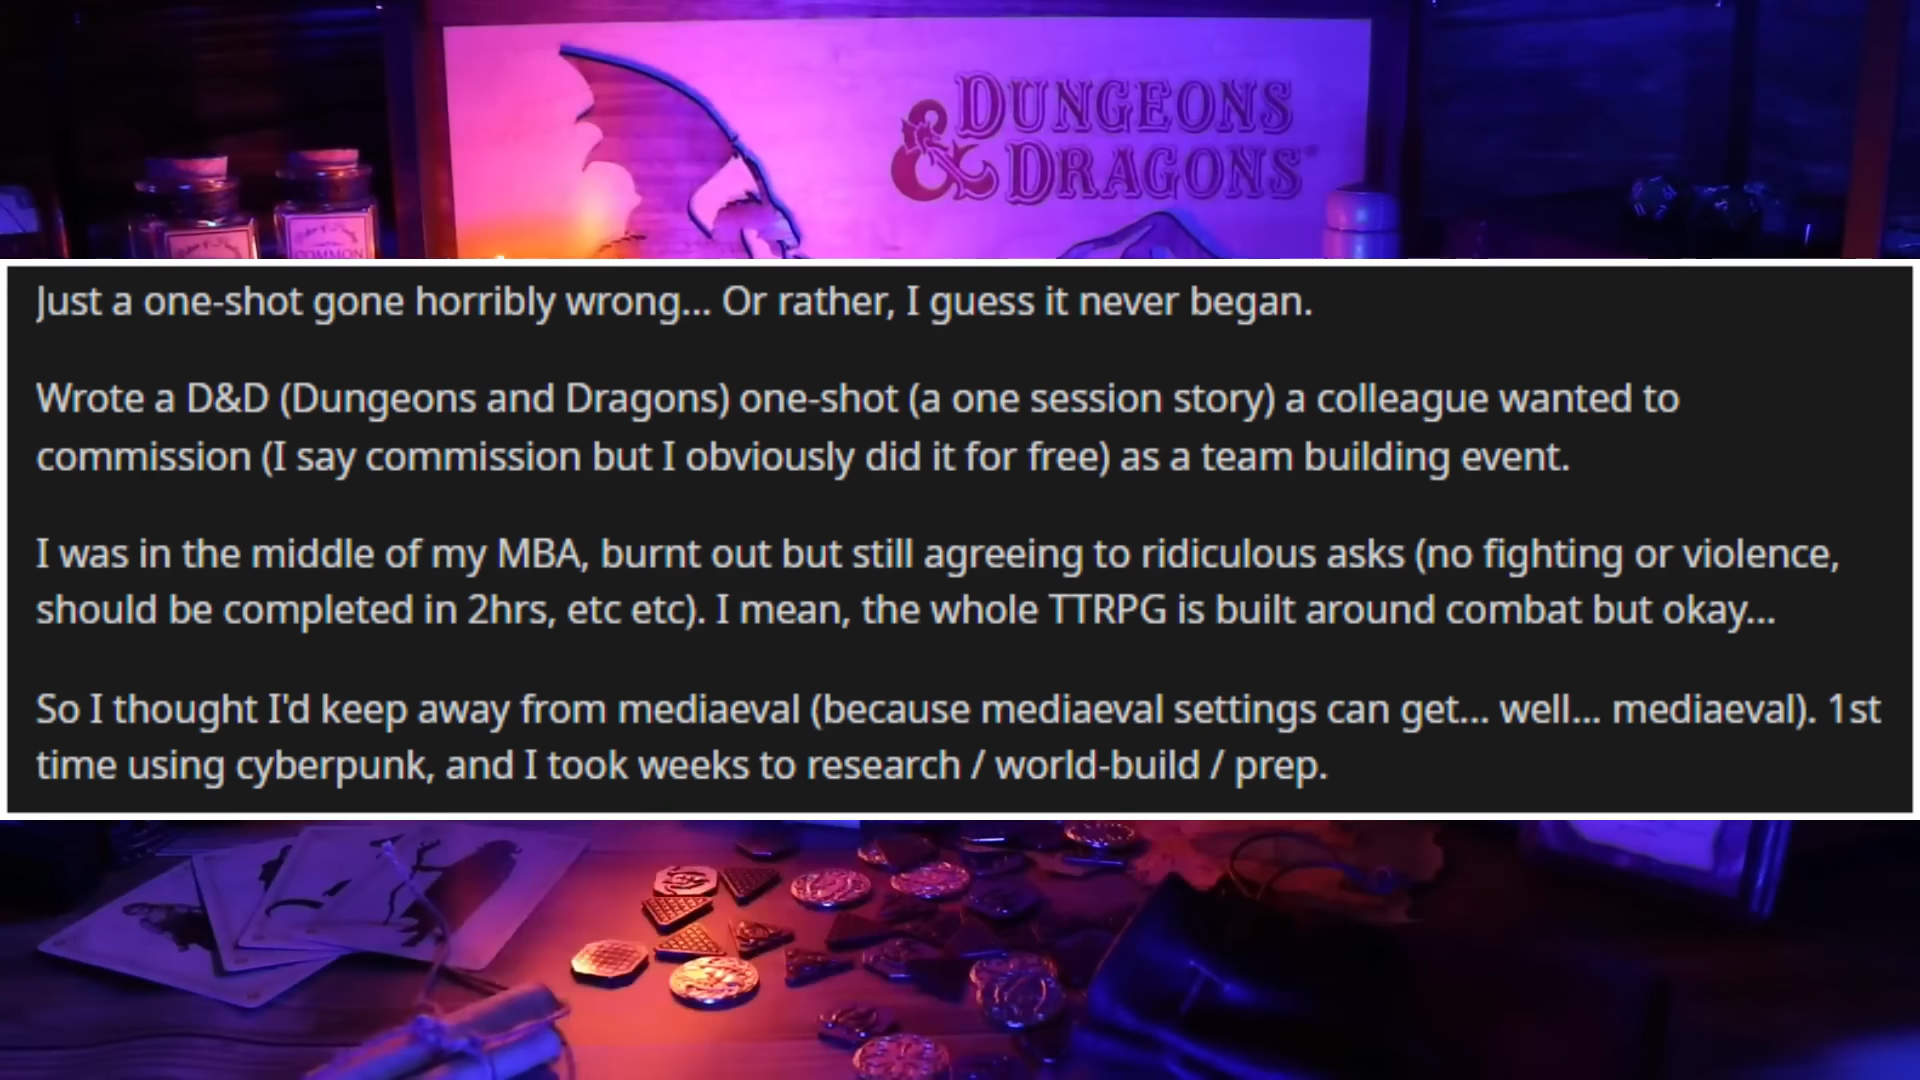 DUNGEONS
& DRAGONS
COMMON
Just a one-shot gone horribly wrong... Or rather, I guess it never began.
Wrote a D&D (Dungeons and Dragons) one-shot (a one session story) a colleague wanted to
commission (I say commission but I obviously did it for free) as a team building event.
I was in the middle of my MBA, burnt out but still agreeing to ridiculous asks (no fighting or violence,
should be completed in 2hrs, etc etc). I mean, the whole TTRPG is built around combat but okay...
So I thought I'd keep away from mediaeval (because mediaeval settings can get... well... mediaeval). 1st
time using cyberpunk, and I took weeks to research / world-build / prep.